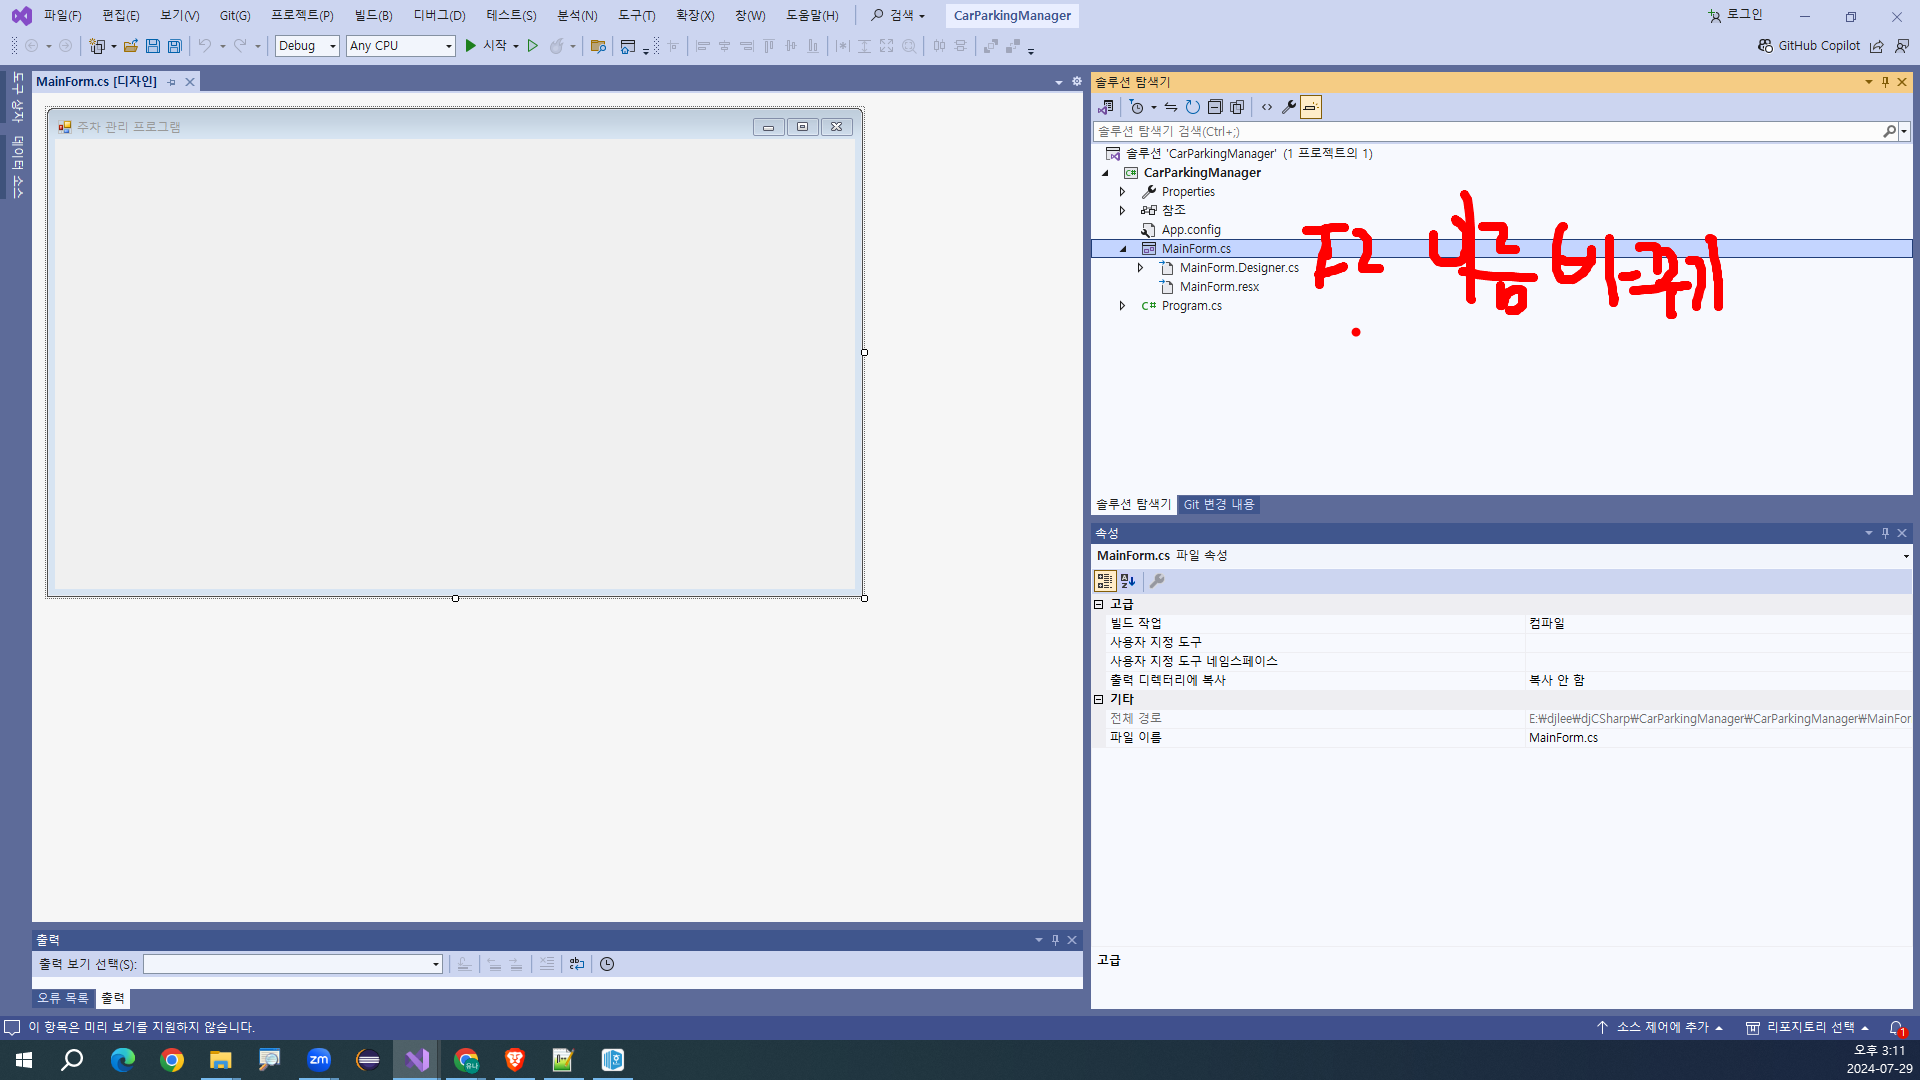 파일(F) 편집(E) 보기(V) Git(G) 프로젝트(P) 빌드(B) 디버그(D) 테스트(S) 분석(N) 도구(T) 확장(X) 창(W) 도움말(H) 검색 CarParkingManager 로그인
Debug Any CPU 시작 GitHub Copilot
도구 상자
데이터 소스
MainForm.cs [디자인]
주차 관리 프로그램
솔루션 탐색기
솔루션 탐색기 검색(Ctrl+;)
솔루션 'CarParkingManager' (1 프로젝트의 1)
CarParkingManager
Properties
참조
App.config
MainForm.cs
MainForm.Designer.cs
MainForm.resx
Program.cs
F2 바꾸기
솔루션 탐색기 Git 변경 내용
속성
MainForm.cs 파일 속성
고급
빌드 작업 컴파일
사용자 지정 도구
사용자 지정 도구 네임스페이스
출력 디렉터리에 복사 복사 안 함
기타
전체 경로 E:₩djlee₩djCSharp₩CarParkingManager₩CarParkingManager₩MainFor
파일 이름 MainForm.cs
고급
출력
출력 보기 선택(S):
오류 목록 출력
이 항목은 미리 보기를 지원하지 않습니다. 소스 제어에 추가 리포지토리 선택 1
zm 유나
오후 3:11
2024-07-29